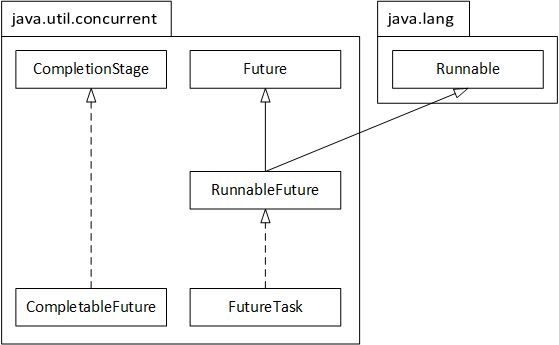 java.util.concurrent
java.lang
CompletionStage
Future
Runnable
RunnableFuture
CompletableFuture
FutureTask